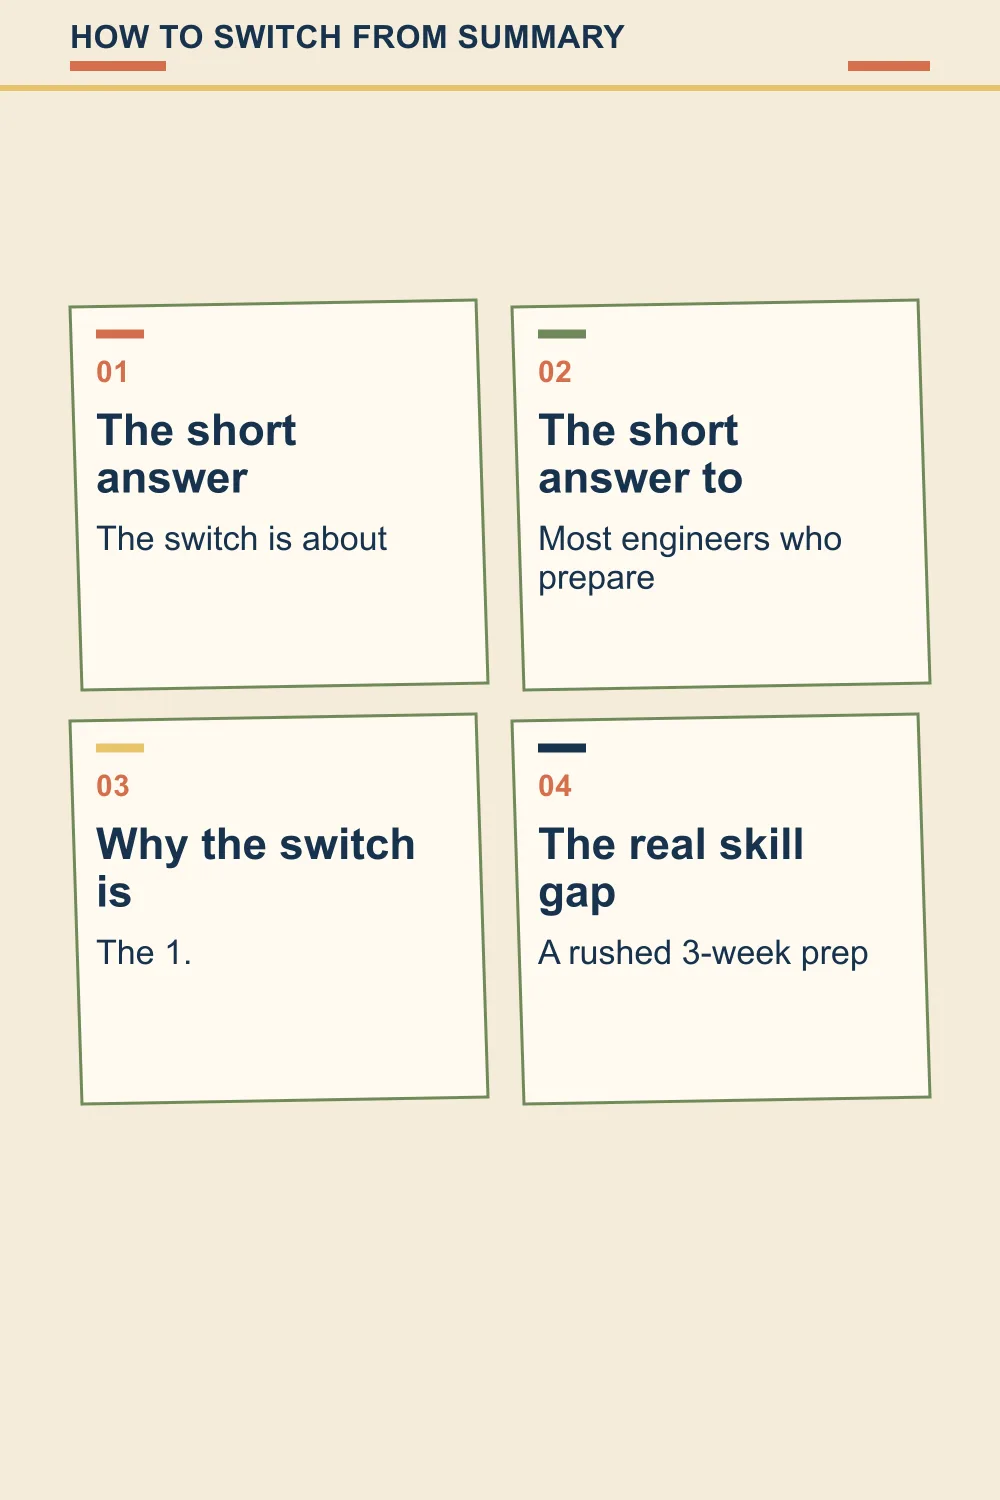 HOW TO SWITCH FROM SUMMARY
01
The short
answer
The switch is about
02
The short
answer to
Most engineers who
prepare
03
Why the switch
is
The 1.
04
The real skill
gap
A rushed 3-week prep